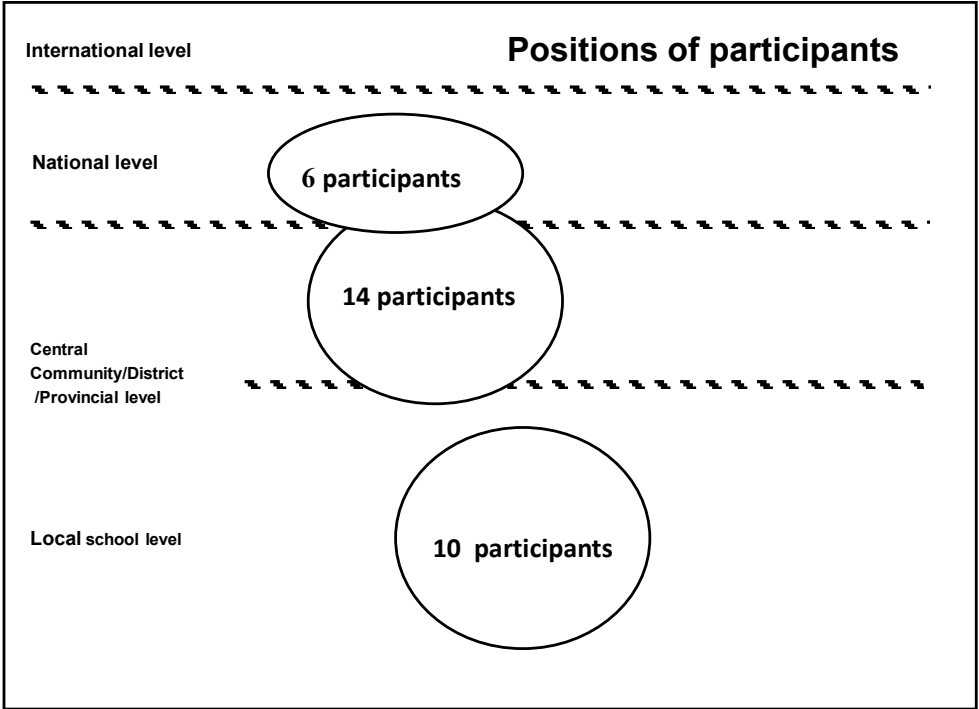 International level
Positions of participants
National level
6 participants
14 participants
Central
Community/District
/Provincial level
Local school level
10 participants